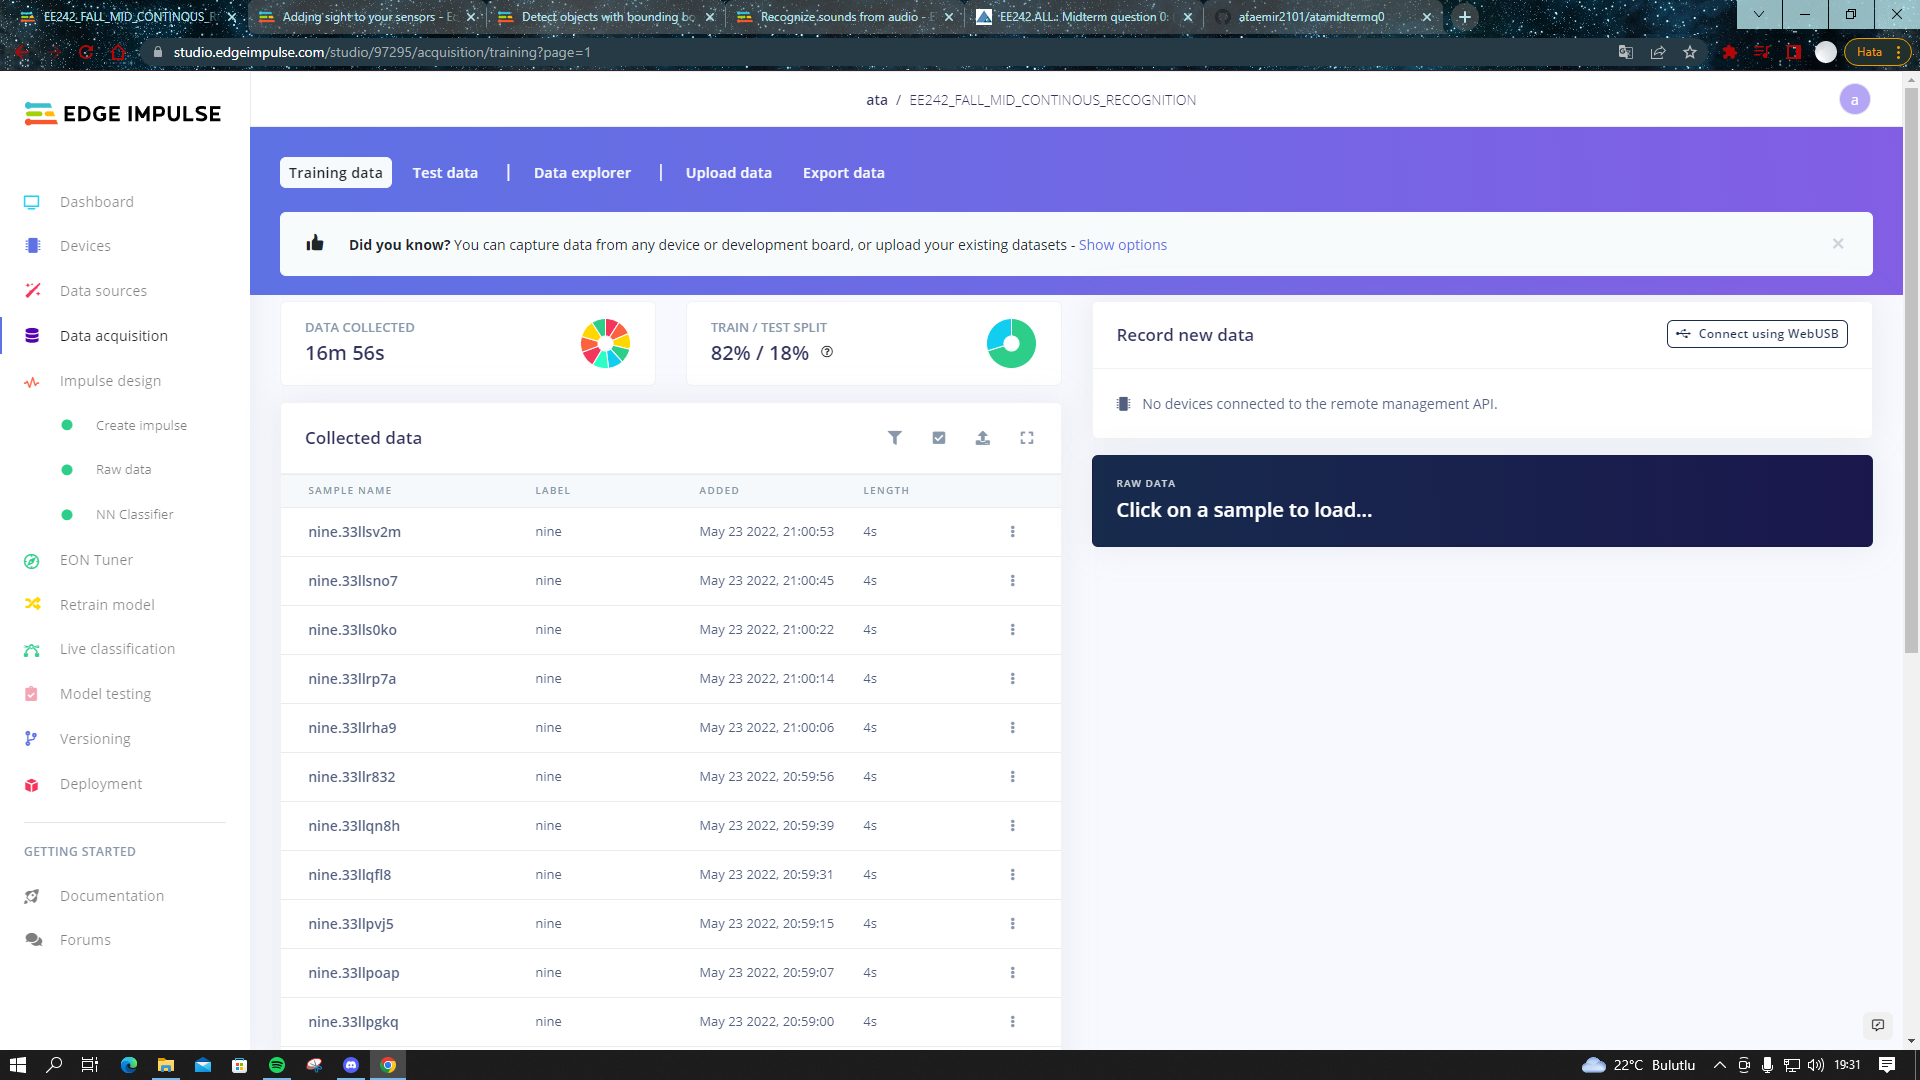 EE242_FALL_MID_CONTINOUS_R
Adding sight to your sensors - E
Detect objects with bounding bo
Recognize sounds from audio - E
EE242.ALL.: Midterm question 0:
ataemir2101/atamidtermq0
studio.edgeimpulse.com/studio/97295/acquisition/training?page=1
Hata
EDGE IMPULSE
ata / EE242_FALL_MID_CONTINOUS_RECOGNITION
a
Training data | Test data | Data explorer | Upload data Export data
Did you know? You can capture data from any device or development board, or upload your existing datasets - Show options
Dashboard
Devices
Data sources
Data acquisition
Impulse design
Create impulse
Raw data
NN Classifier
EON Tuner
Retrain model
Live classification
Model testing
Versioning
Deployment
GETTING STARTED
Documentation
Forums
DATA COLLECTED
16m 56s
TRAIN / TEST SPLIT
82% / 18%
Record new data
Connect using WebUSB
No devices connected to the remote management API.
RAW DATA
Click on a sample to load...
Collected data
SAMPLE NAME LABEL ADDED LENGTH
nine.33llsv2m nine May 23 2022, 21:00:53 4s
nine.33llsno7 nine May 23 2022, 21:00:45 4s
nine.33lls0ko nine May 23 2022, 21:00:22 4s
nine.33llrp7a nine May 23 2022, 21:00:14 4s
nine.33llrha9 nine May 23 2022, 21:00:06 4s
nine.33llr832 nine May 23 2022, 20:59:56 4s
nine.33llqn8h nine May 23 2022, 20:59:39 4s
nine.33llqfl8 nine May 23 2022, 20:59:31 4s
nine.33llpvj5 nine May 23 2022, 20:59:15 4s
nine.33llpoap nine May 23 2022, 20:59:07 4s
nine.33llpgkq nine May 23 2022, 20:59:00 4s
22°C Bulutlu
19:31